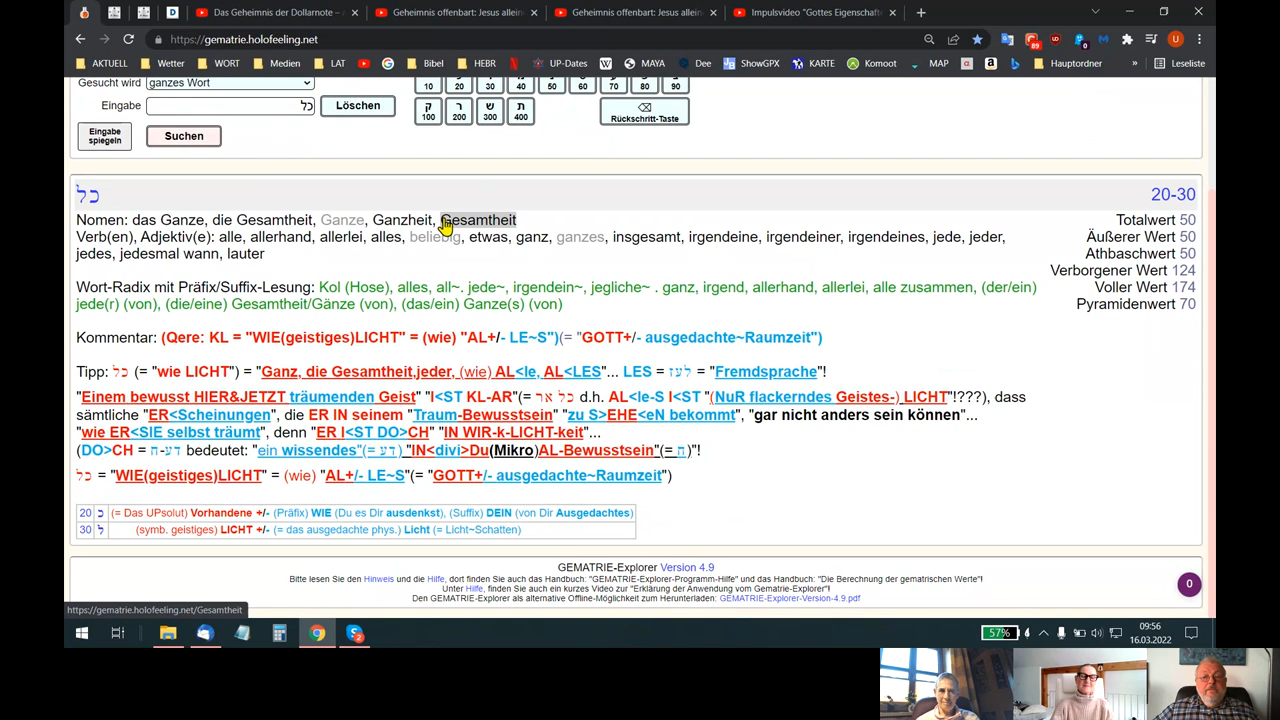 Das Geheimnis der Dollarnote – A
Geheimnis offenbart: Jesus allein
Geheimnis offenbart: Jesus allein
Impulsvideo "Gottes Eigenschaft
https://gematrie.holofeeling.net
AKTUELL Wetter WORT Medien LAT Bibel HEBR UP-Dates MAYA Dee ShowGPX KARTE Komoot MAP Hauptordner » Leseliste
Gesucht wird ganzes Wort 10 20 30 40 50 60 70 80 90
Eingabe כל Löschen ק 100 ר 200 ש 300 ת 400 Rückschritt-Taste
Eingabe spiegeln Suchen
כל 20-30
Nomen: das Ganze, die Gesamtheit, Ganze, Ganzheit, Gesamtheit Totalwert 50
Verb(en), Adjektiv(e): alle, allerhand, allerlei, alles, beliebig, etwas, ganz, ganzes, insgesamt, irgendeine, irgendeiner, irgendeines, jede, jeder, Äußerer Wert 50
jedes, jedesmal wann, lauter Athbaschwert 50
Verborgener Wert 124
Wort-Radix mit Präfix/Suffix-Lesung: Kol (Hose), alles, all~. jede~, irgendein~, jegliche~ . ganz, irgend, allerhand, allerlei, alle zusammen, (der/ein) Voller Wert 174
jede(r) (von), (die/eine) Gesamtheit/Gänze (von), (das/ein) Ganze(s) (von) Pyramidenwert 70
Kommentar: (Qere: KL = "WIE(geistiges)LICHT" = (wie) "AL+/- LE~S")(= "GOTT+/- ausgedachte~Raumzeit")
Tipp: כל (= "wie LICHT") = "Ganz, die Gesamtheit,jeder, (wie) AL<le, AL<LES"... LES = לעז = "Fremdsprache"!
"Einem bewusst HIER&JETZT träumenden Geist" "I<ST KL-AR"(= כל אר d.h. AL<le-S I<ST "(NuR flackerndes Geistes-) LICHT"!???), dass
sämtliche "ER<Scheinungen", die ER IN seinem "Traum-Bewusstsein" "zu S>EHE<eN bekommt", "gar nicht anders sein können"...
"wie ER<SIE selbst träumt", denn "ER I<ST DO>CH" "IN WIR-k-LICHT-keit"...
(DO>CH = דע-ח bedeutet: "ein wissendes"(= דע) "IN<divi>Du(Mikro)AL-Bewusstsein"(= ח)"!
כל = "WIE(geistiges)LICHT" = (wie) "AL+/- LE~S"(= "GOTT+/- ausgedachte~Raumzeit")
20 כ (= Das UPsolut) Vorhandene +/- (Präfix) WIE (Du es Dir ausdenkst), (Suffix) DEIN (von Dir Ausgedachtes)
30 ל (symb. geistiges) LICHT +/- (= das ausgedachte phys.) Licht (= Licht~Schatten)
GEMATRIE-Explorer Version 4.9
Bitte lesen Sie den Hinweis und die Hilfe, dort finden Sie auch das Handbuch: "GEMATRIE-Explorer-Programm-Hilfe" und das Handbuch: "Die Berechnung der gematrischen Werte"!
Unter Hilfe, finden Sie auch ein kurzes Video zur "Erklärung der Anwendung vom Gematrie-Explorer"!
Den GEMATRIE-Explorer als alternative Offline-Möglichkeit zum Herunterladen: GEMATRIE-Explorer-Version-4.9.pdf
0
https://gematrie.holofeeling.net/Gesamtheit
57% 09:56
16.03.2022